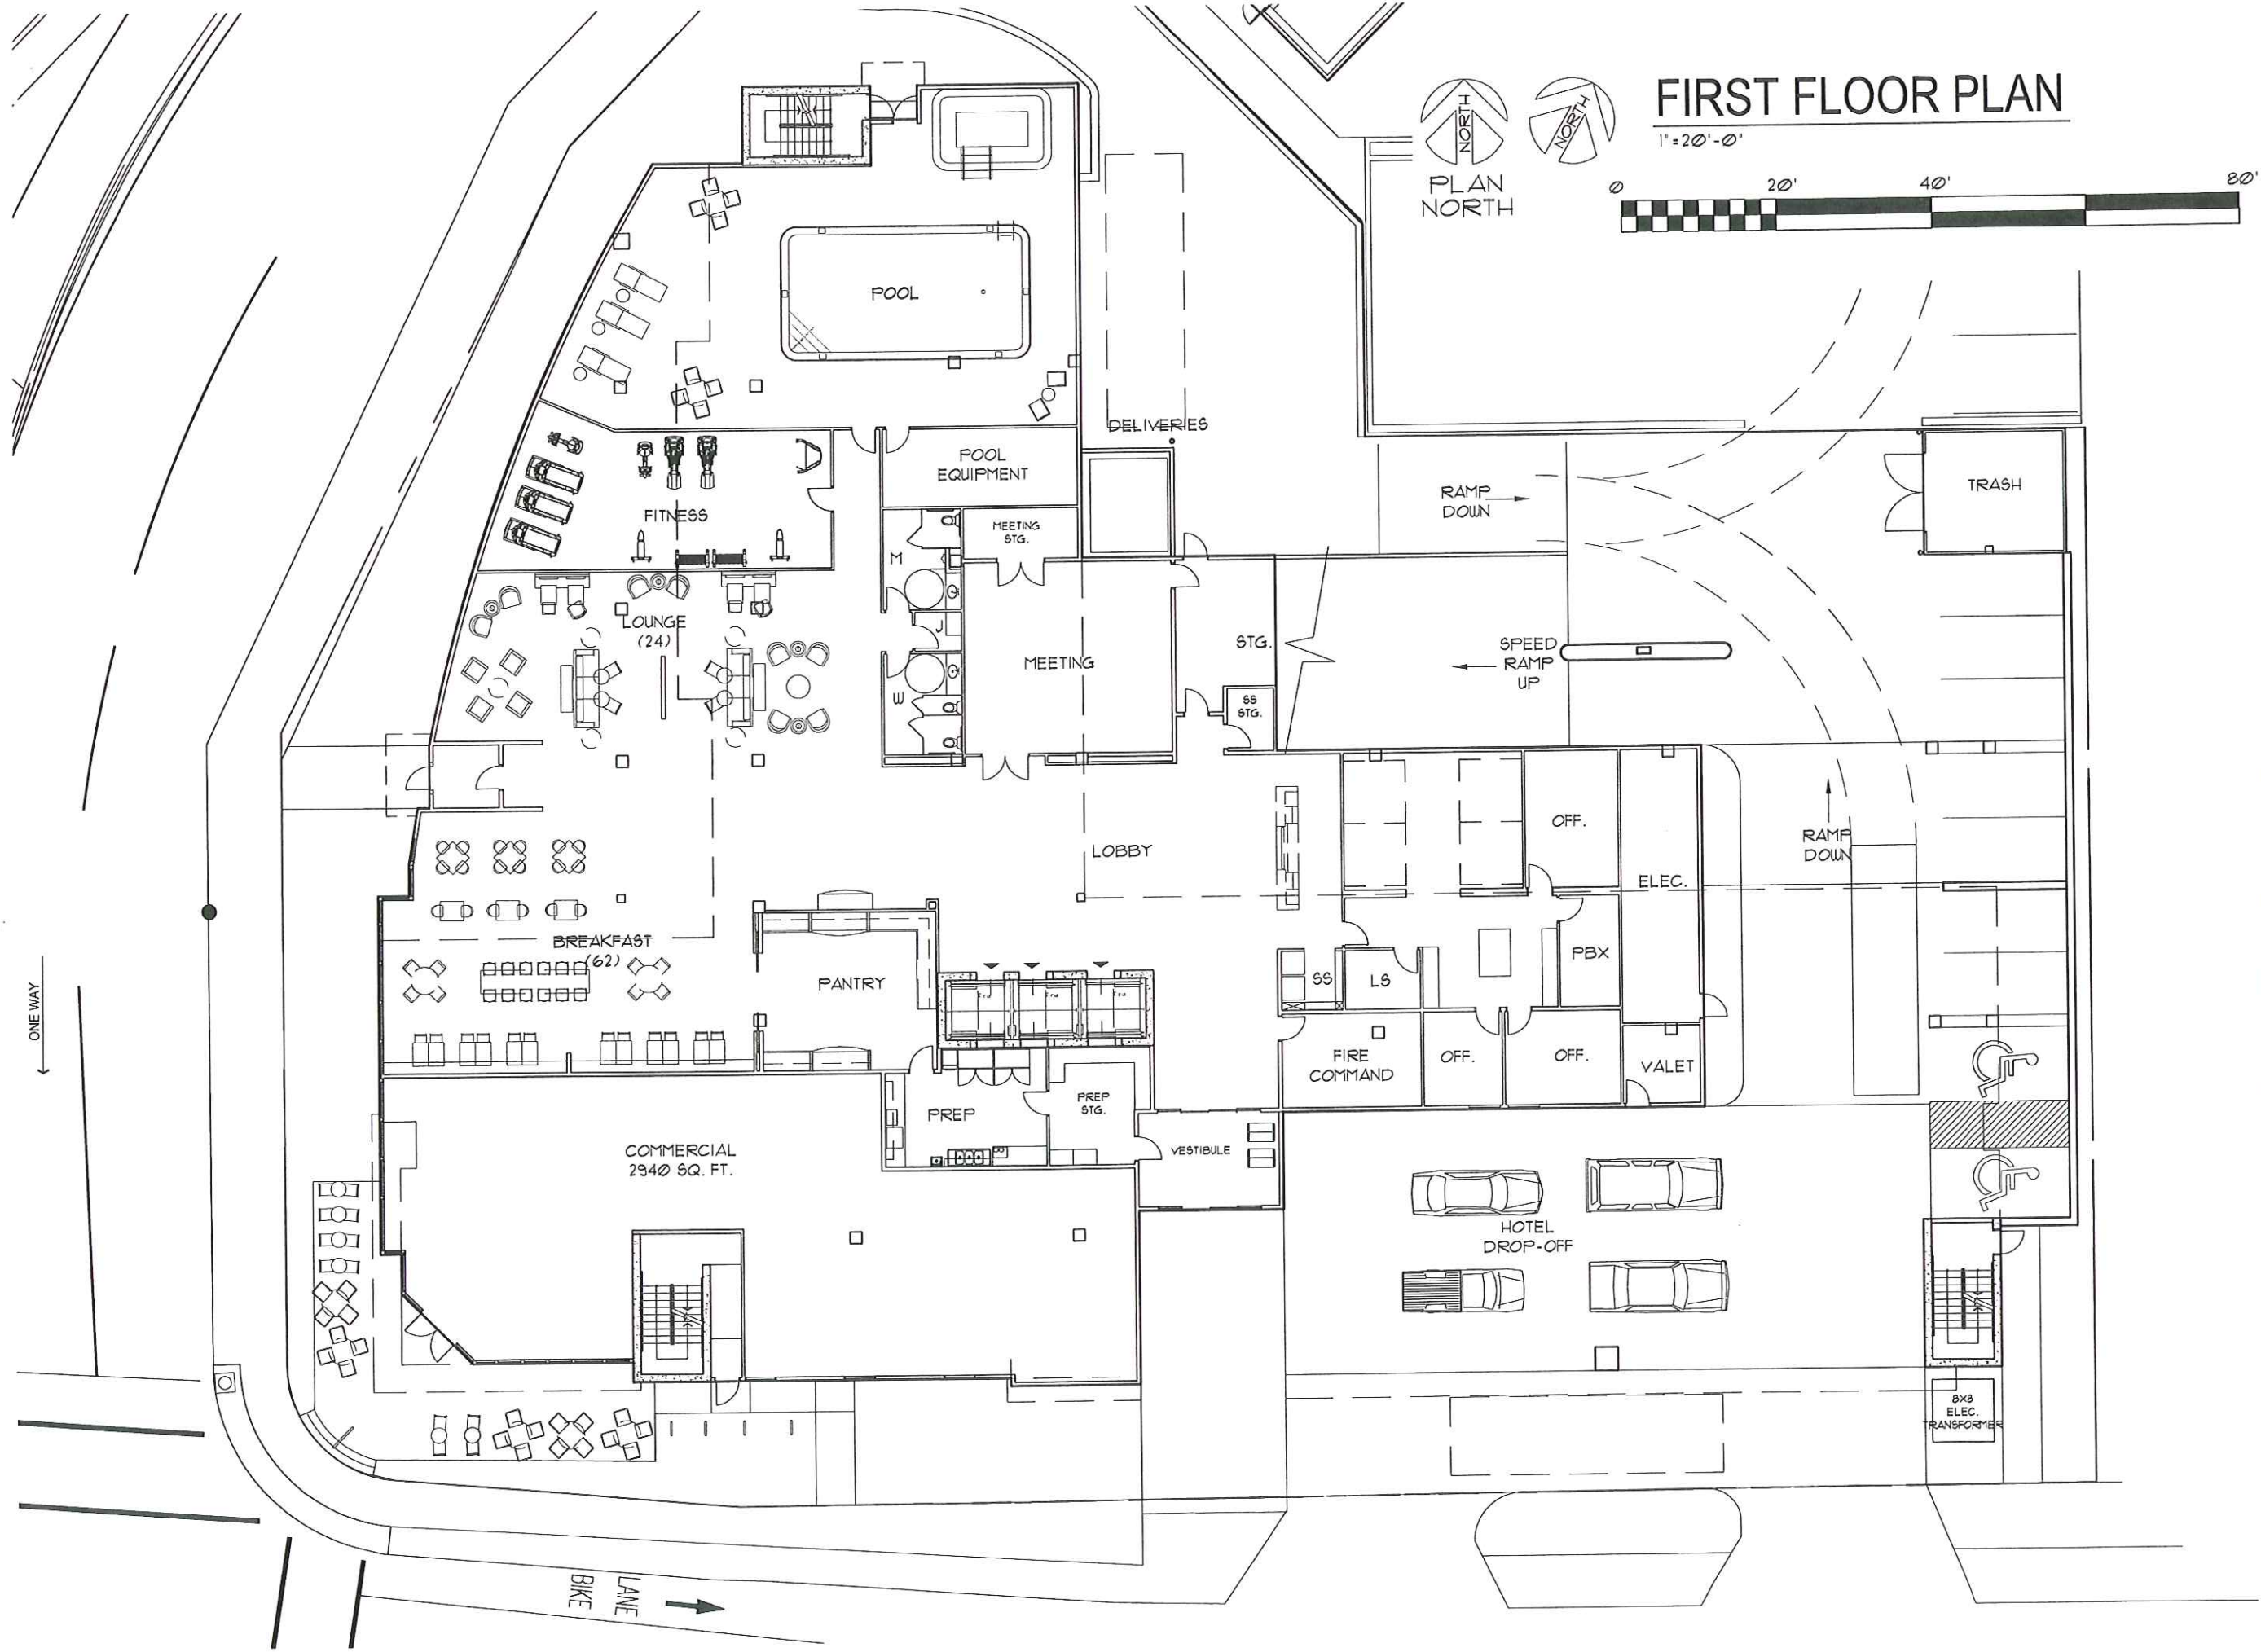 FIRST FLOOR PLAN
1" = 20'-0"
NORTH
NORTH
PLAN
NORTH
0
20'
40'
80'
POOL
DELIVERIES
POOL
EQUIPMENT
RAMP
DOWN
TRASH
FITNESS
MEETING
STG.
M
LOUNGE
(24)
J
STG.
SPEED
RAMP
UP
MEETING
W
SS
STG.
OFF.
RAMP
DOWN
LOBBY
ELEC.
BREAKFAST
(62)
PANTRY
SS
LS
PBX
ONE WAY
FIRE
COMMAND
OFF.
OFF.
VALET
PREP
PREP
STG.
COMMERCIAL
2940 SQ. FT.
VESTIBULE
HOTEL
DROP-OFF
8X8
ELEC.
TRANSFORMER
BIKE
LANE